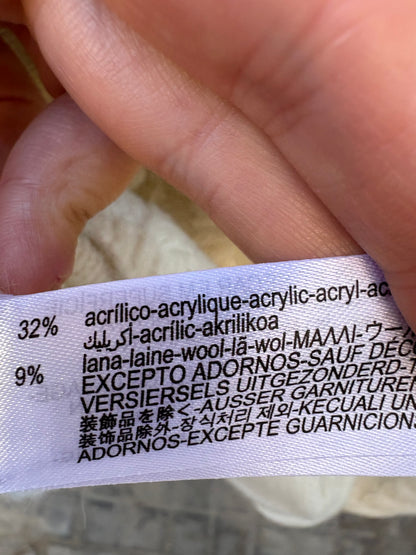 32% acrílico-acrylique-acrylic-acryl-ac
أكريليك-acrílic-akrilikoa
9% lana-laine-wool-lã-wol-ΜΑΛΛΙ-ウー
EXCEPTO ADORNOS-SAUF DÉC
VERSIERSELS UITGEZONDERD-
装飾品を除く-AUSSER GARNITURE
装饰品除外-장식처리 제외-KECUALI UN
ADORNOS-EXCEPTE GUARNICIONS